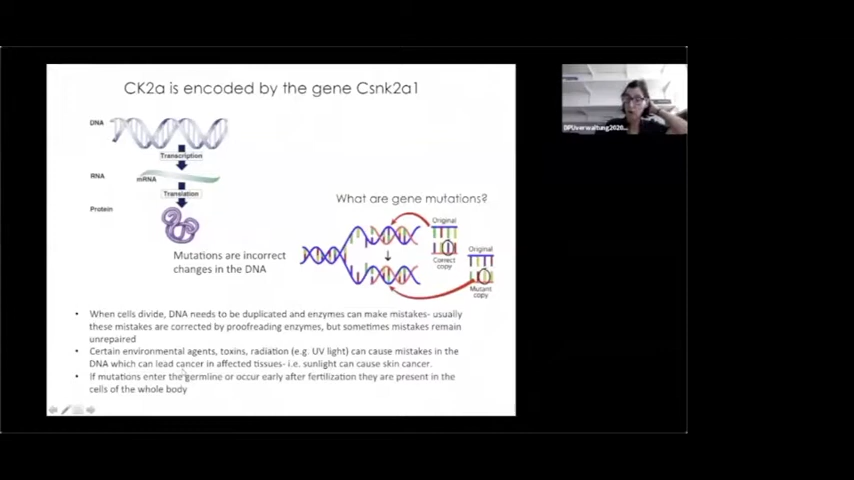 CK2a is encoded by the gene Csnk2a1
DNA
Transcription
RNA
mRNA
Translation
Protein
Mutations are incorrect
changes in the DNA
What are gene mutations?
Original
Correct
copy
Original
Mutant
copy
• When cells divide, DNA needs to be duplicated and enzymes can make mistakes- usually
these mistakes are corrected by proofreading enzymes, but sometimes mistakes remain
unrepaired
• Certain environmental agents, toxins, radiation (e.g. UV light) can cause mistakes in the
DNA which can lead cancer in affected tissues- i.e. sunlight can cause skin cancer.
• If mutations enter the germline or occur early after fertilization they are present in the
cells of the whole body
DPUverwaltung2020...